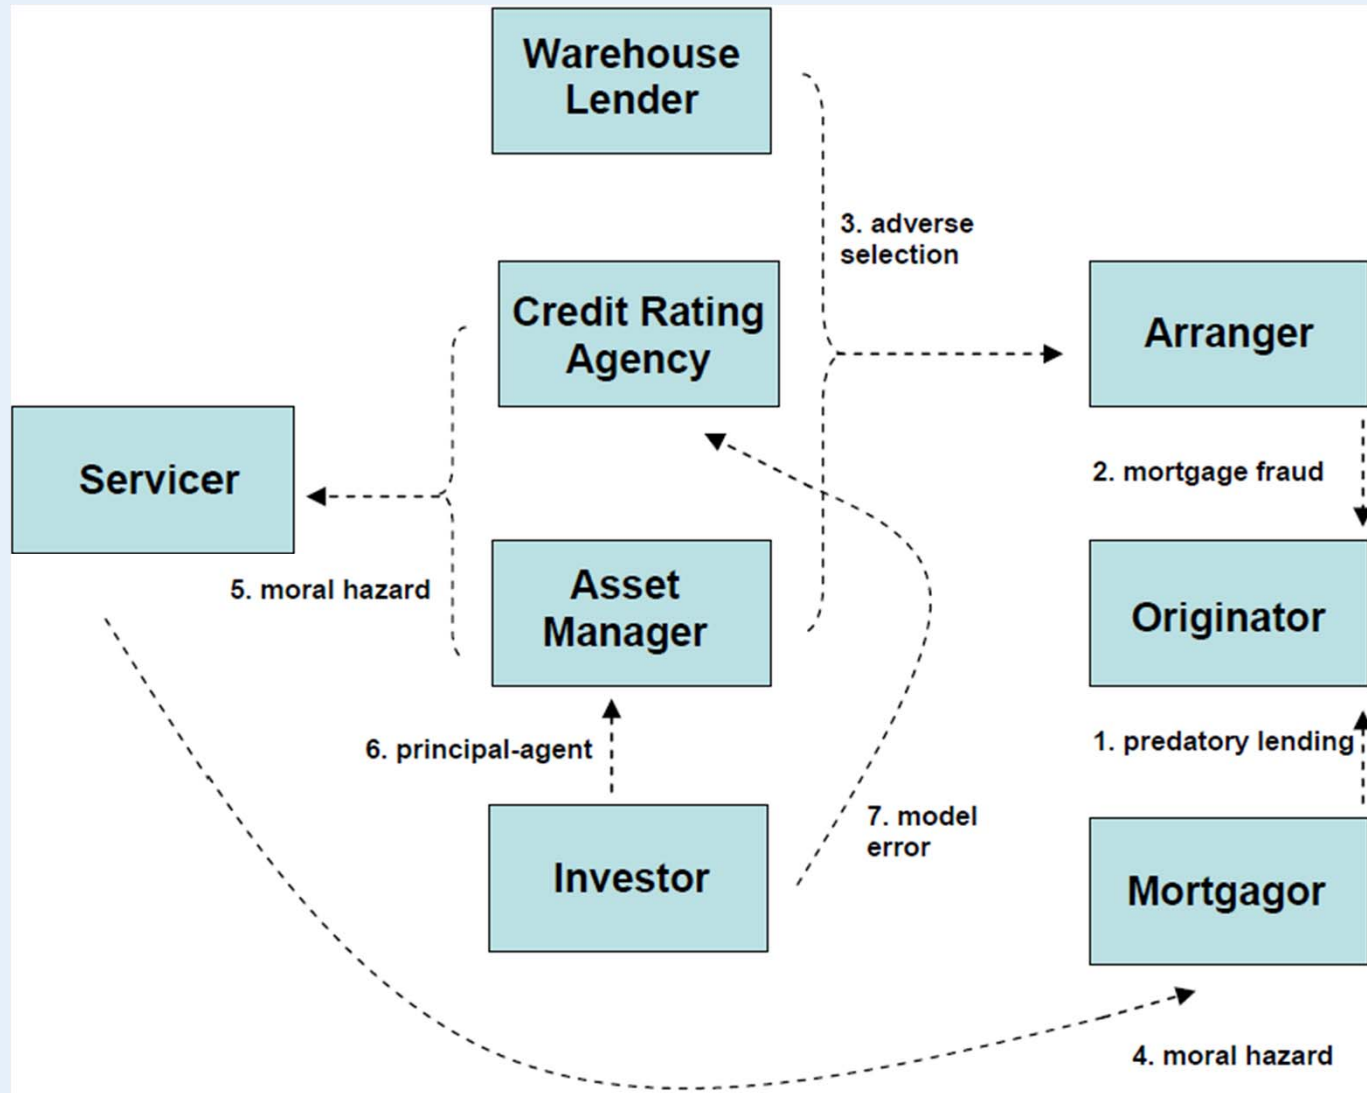 Warehouse
Lender
3. adverse
selection
Credit Rating
Agency
Arranger
Servicer
2. mortgage fraud
5. moral hazard
Asset
Manager
Originator
6. principal-agent
1. predatory lending
7. model
error
Investor
Mortgagor
4. moral hazard